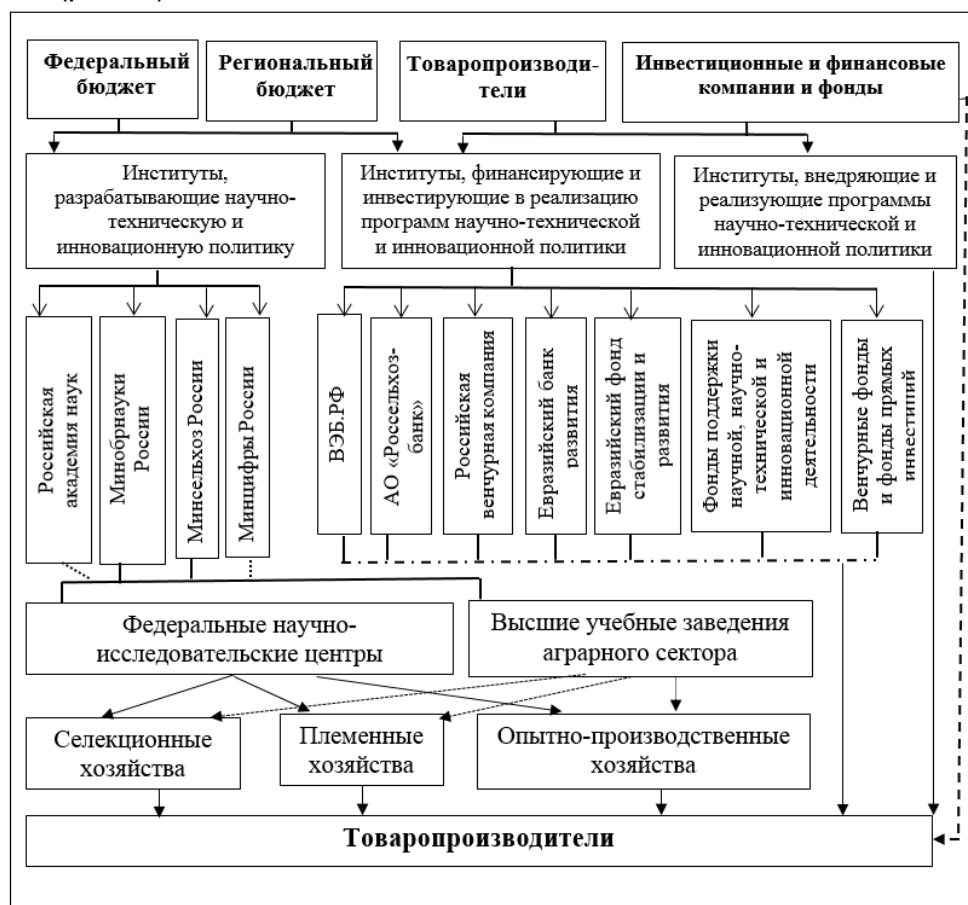 Федеральный
бюджет
Региональный
бюджет
Товаропроизводи-
тели
Инвестиционные и финансовые
компании и фонды
Институты,
разрабатывающие научно-
техническую и
инновационную политику
Институты, финансирующие и
инвестирующие в реализацию
программ научно-технической
и инновационной политики
Институты, внедряющие и
реализующие программы
научно-технической и
инновационной политики
Российская
академия наук
Минобрнауки
России
Минсельхоз России
Минцифры России
ВЭБ.РФ
АО «Россельхоз-
банк»
Российская
венчурная компания
Евразийский банк
развития
Евразийский фонд
стабилизации и
развития
Фонды поддержки
научной, научно-
технической и
инновационной
деятельности
Венчурные фонды
и фонды прямых
инвестиций
Федеральные научно-
исследовательские центры
Высшие учебные заведения
аграрного сектора
Селекционные
хозяйства
Племенные
хозяйства
Опытно-производственные
хозяйства
Товаропроизводители